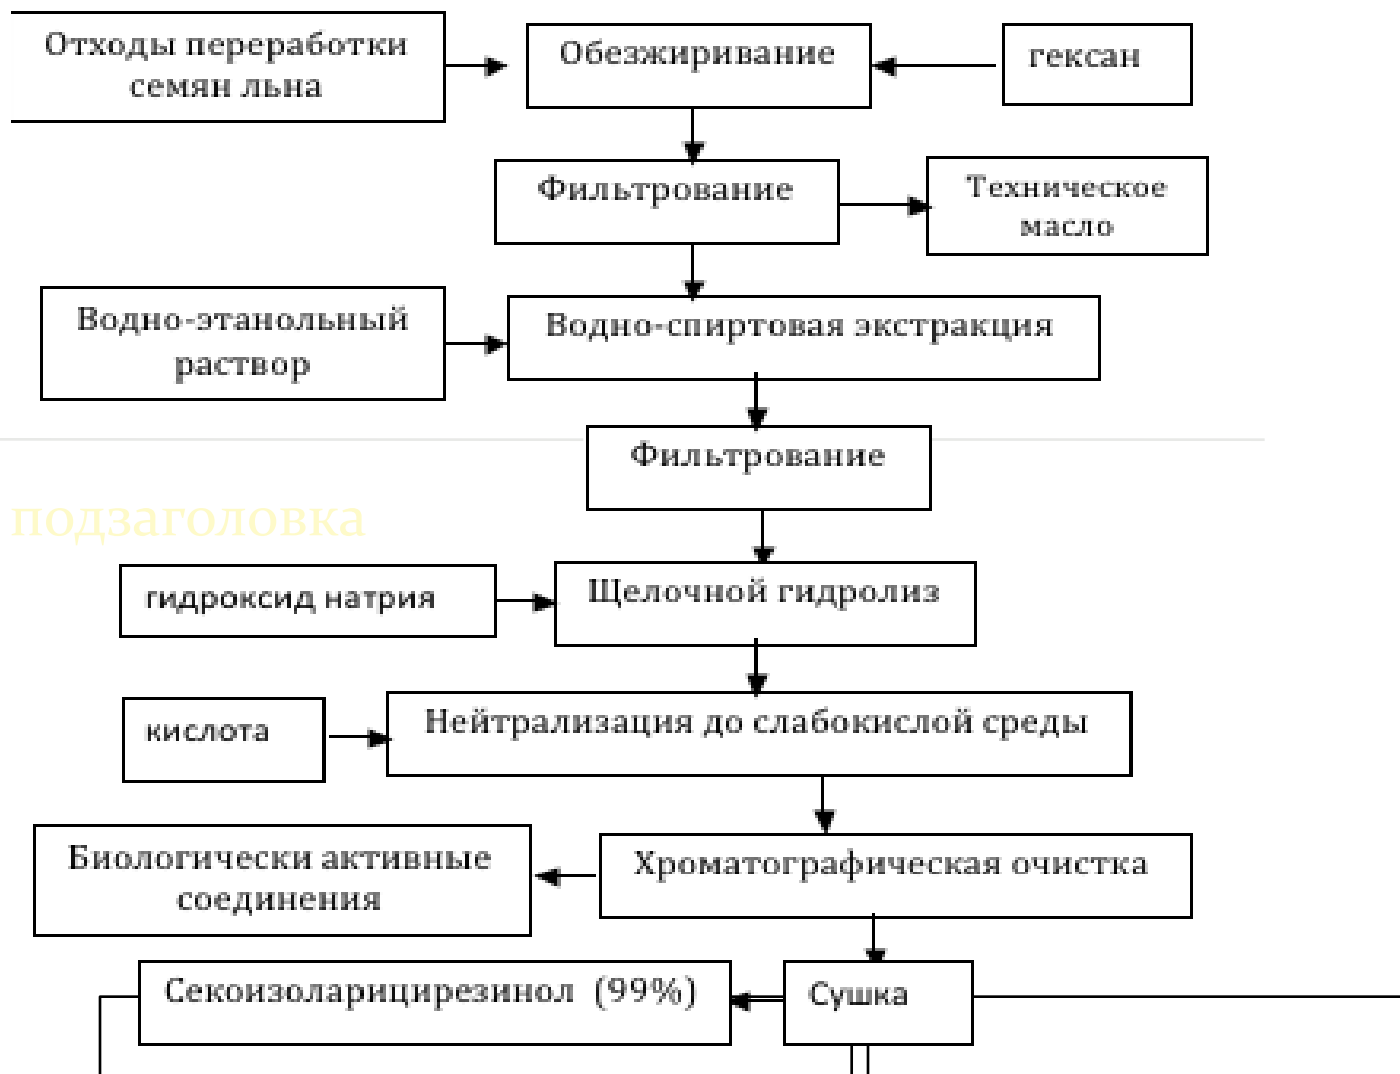 Отходы переработки
семян льна
Обезжиривание
гексан
Фильтрование
Техническое
масло
Водно-этанольный
раствор
Водно-спиртовая экстракция
Фильтрование
подзаголовка
гидроксид натрия
Щелочной гидролиз
кислота
Нейтрализация до слабокислой среды
Биологически активные
соединения
Хроматографическая очистка
Секоизоларицирезинол (99%)
Сушка